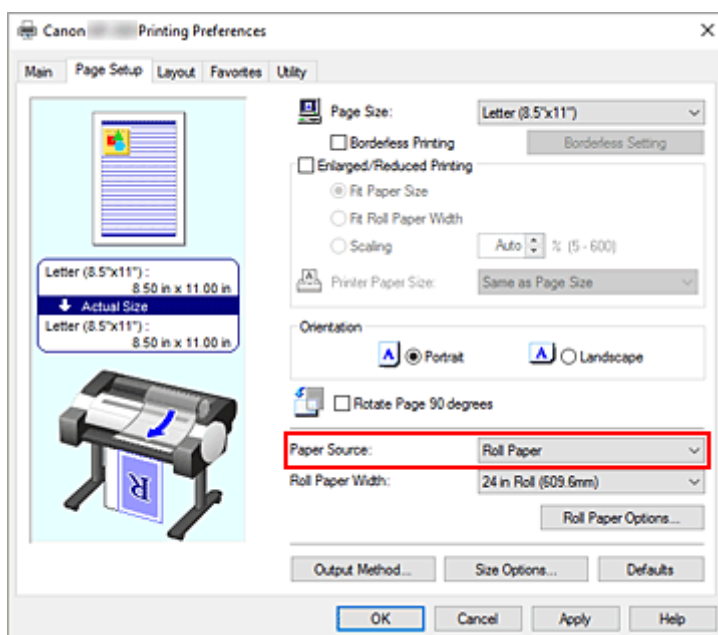 Canon Printing Preferences
Main Page Setup Layout Favorites Utility
Page Size: Letter (8.5"x11")
Borderless Printing Borderless Setting
Enlarged/Reduced Printing
Fit Paper Size
Fit Roll Paper Width
Scaling Auto % (5 - 600)
Printer Paper Size: Same as Page Size
Letter (8.5"x11") :
8.50 in x 11.00 in
Actual Size
Letter (8.5"x11") :
8.50 in x 11.00 in
Orientation
A Portrait A Landscape
Rotate Page 90 degrees
Paper Source: Roll Paper
Roll Paper Width: 24 in Roll (609.6mm)
Roll Paper Options...
R
Output Method... Size Options... Defaults
OK Cancel Apply Help